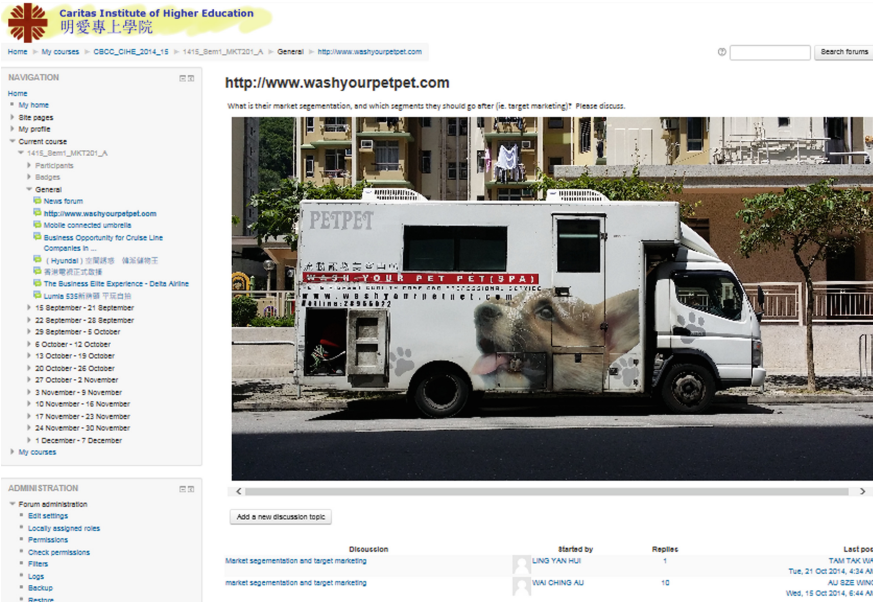 Caritas Institute of Higher Education
明愛專上學院
Home ► My courses ► CBCC_CIHE_2014_15 ► 1415_Sem1_MKT201_A ► General ► http://www.washyourpetpet.com
Search forums
NAVIGATION
Home
My home
Site pages
My profile
Current course
1415_Sem1_MKT201_A
Participants
Badges
General
News forum
http://www.washyourpetpet.com
Mobile connected umbrella
Business Opportunity for Cruise Line
Companies in ...
(Hyundai)
The Business Elite Experience - Delta Airline
Lumia 535
15 September - 21 September
22 September - 28 September
29 September - 5 October
6 October - 12 October
13 October - 19 October
20 October - 26 October
27 October - 2 November
3 November - 9 November
10 November - 16 November
17 November - 23 November
24 November - 30 November
1 December - 7 December
My courses
ADMINISTRATION
Forum administration
Edit settings
Locally assigned roles
Permissions
Check permissions
Filters
Logs
Backup
Restore
http://www.washyourpetpet.com
What is their market segementation, and which segments they should go after (ie. target marketing)? Please discuss.
PETPET
WASH YOUR PET PET(SPA)
Add a new discussion topic
Discussion Started by Replies Last pos
Market segementation and target marketing LING YAN HUI 1 TAM TAK WA
Tue, 21 Oct 2014, 4:34 AM
market segementation and target marketing WAI CHING AU 10 AU SZE WING
Wed, 15 Oct 2014, 6:44 AM